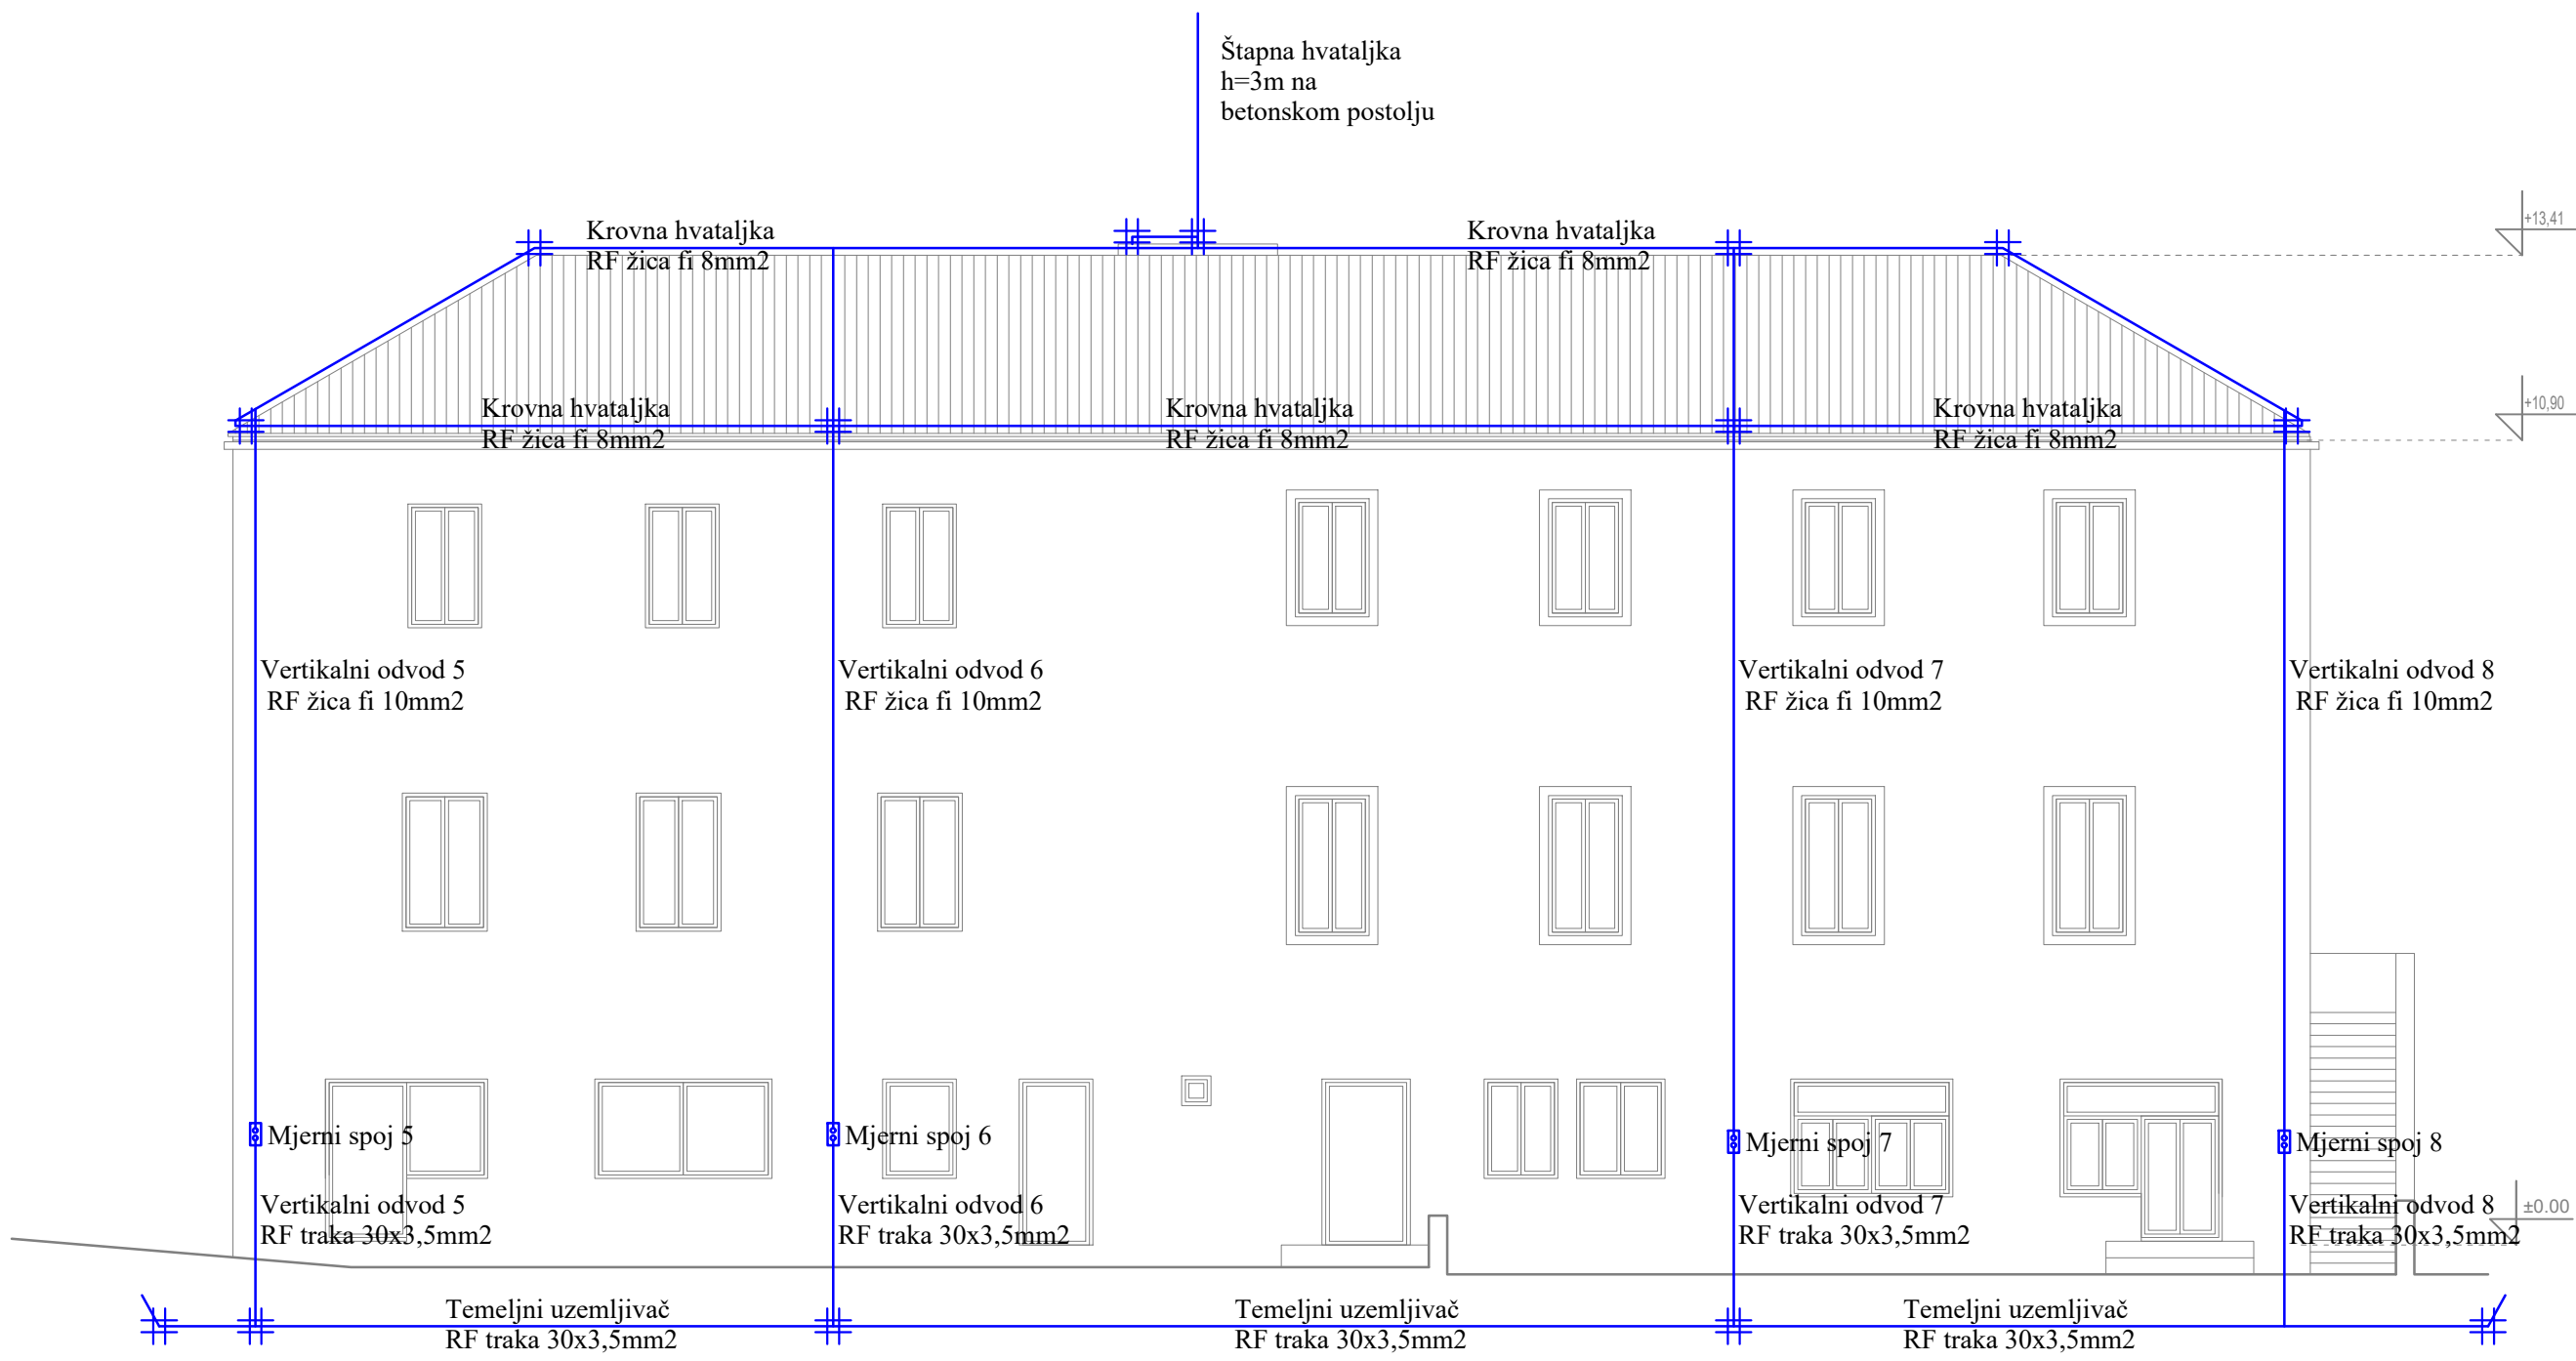 Štapna hvataljka
h=3m na
betonskom postolju
Krovna hvataljka
RF žica fi 8mm2
Krovna hvataljka
RF žica fi 8mm2
+13,41
Krovna hvataljka
RF žica fi 8mm2
Krovna hvataljka
RF žica fi 8mm2
Krovna hvataljka
RF žica fi 8mm2
+10,90
Vertikalni odvod 5
RF žica fi 10mm2
Vertikalni odvod 6
RF žica fi 10mm2
Vertikalni odvod 7
RF žica fi 10mm2
Vertikalni odvod 8
RF žica fi 10mm2
Mjerni spoj 5
Mjerni spoj 6
Mjerni spoj 7
Mjerni spoj 8
Vertikalni odvod 5
RF traka 30x3,5mm2
Vertikalni odvod 6
RF traka 30x3,5mm2
Vertikalni odvod 7
RF traka 30x3,5mm2
Vertikalni odvod 8
RF traka 30x3,5mm2
±0.00
Temeljni uzemljivač
RF traka 30x3,5mm2
Temeljni uzemljivač
RF traka 30x3,5mm2
Temeljni uzemljivač
RF traka 30x3,5mm2